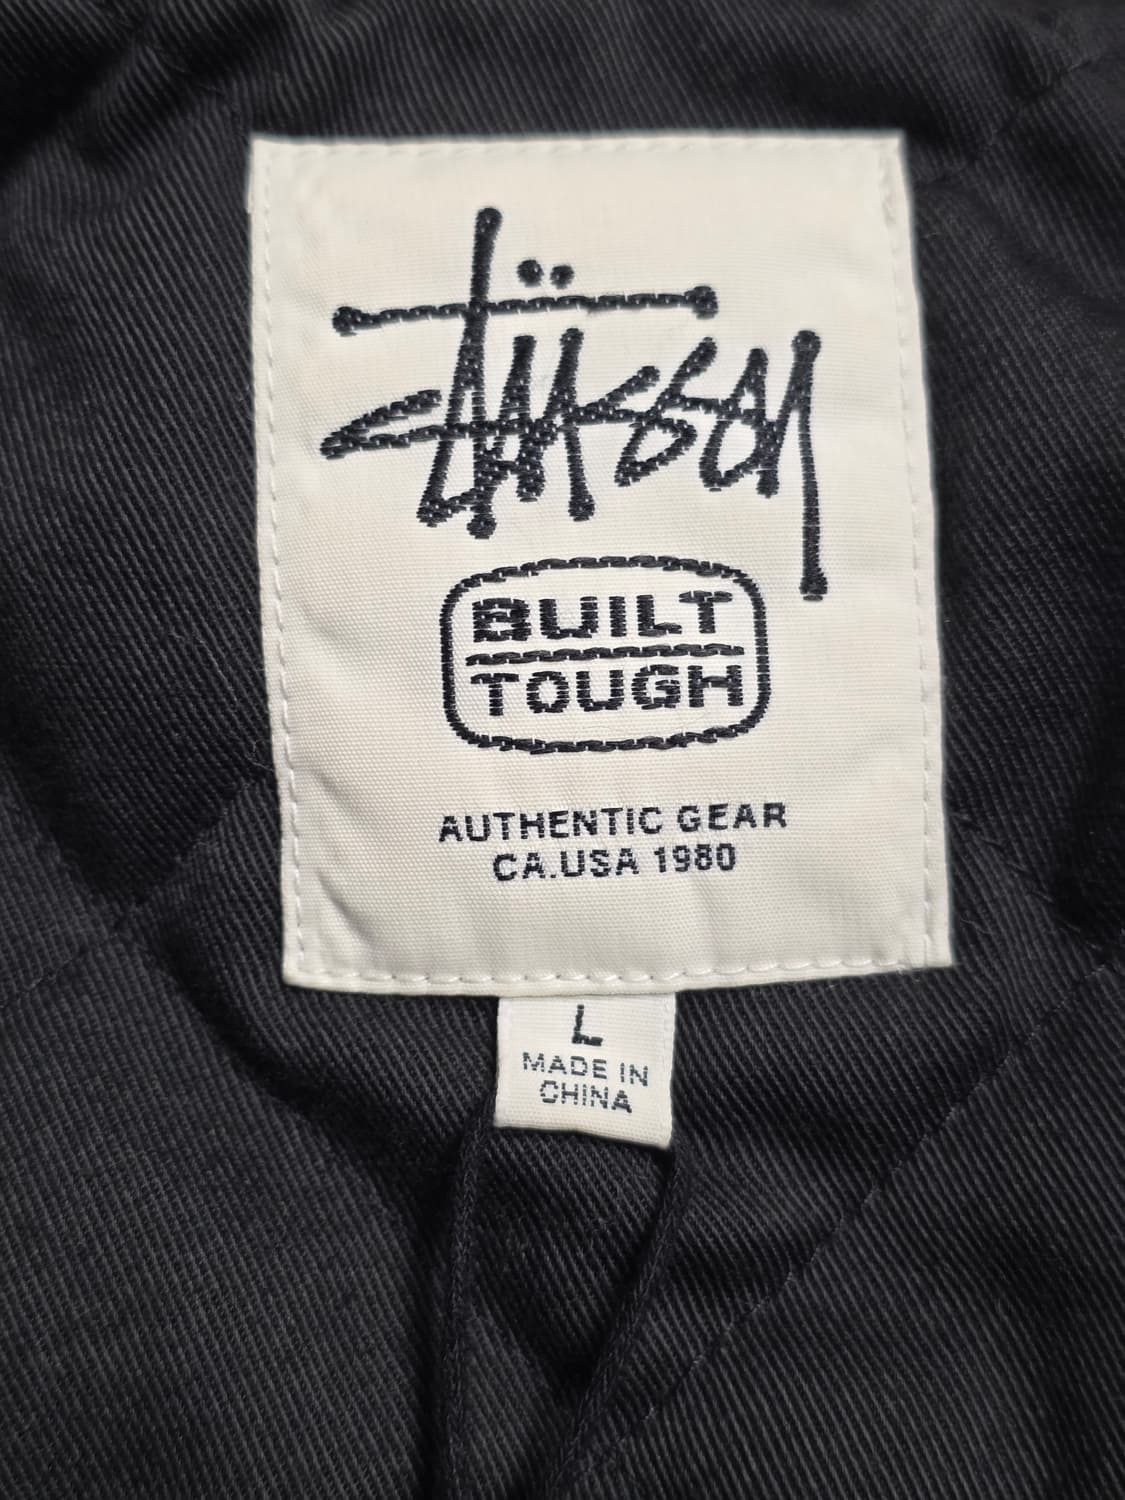 Stüssy
BUILT
TOUGH
AUTHENTIC GEAR
CA.USA 1980
L
MADE IN
CHINA